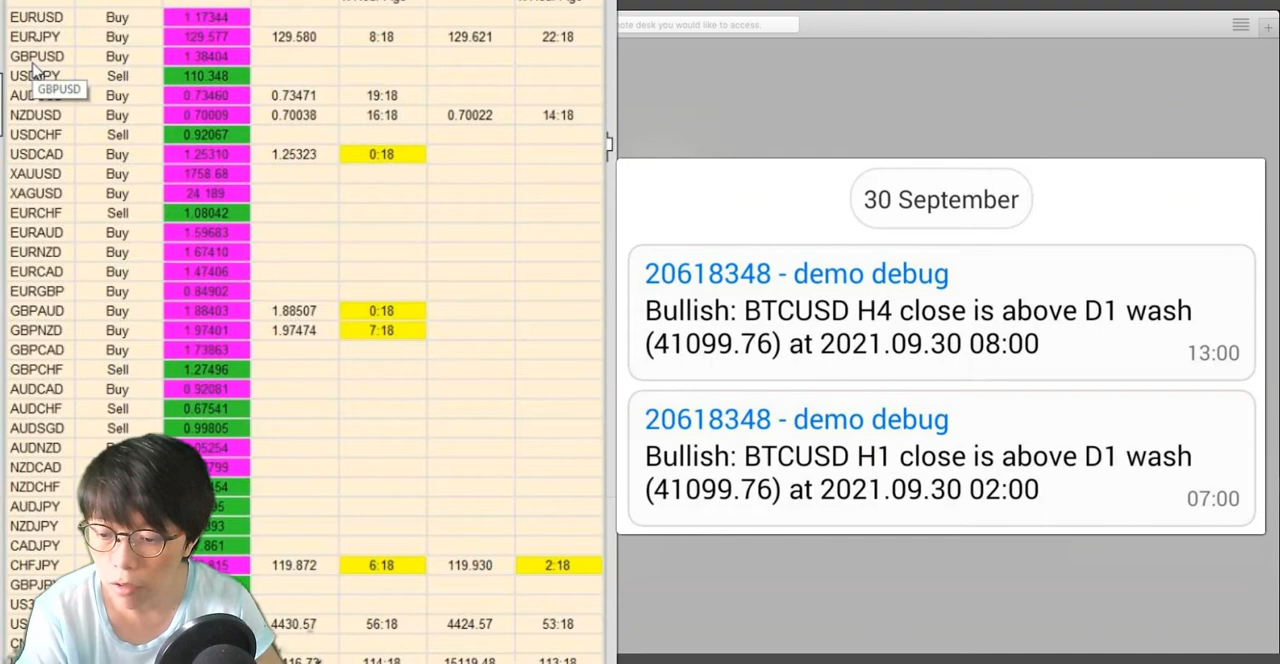 EURUSD Buy 1.17344
EURJPY Buy 129.577 129.580 8:18 129.621 22:18
GBPUSD Buy 1.38404
Sell 110.348
GBPUSD
Buy 0.73460 0.73471 19:18
NZDUSD Buy 0.70009 0.70038 16:18 0.70022 14:18
USDCHF Sell 0.92067
USDCAD Buy 1.25310 1.25323 0:18
XAUUSD Buy 1758.68
XAGUSD Buy 24.189
EURCHF Sell 1.08042
EURAUD Buy 1.59683
EURNZD Buy 1.67410
EURCAD Buy 1.47406
EURGBP Buy 0.84902
GBPAUD Buy 1.88403 1.88507 0:18
GBPNZD Buy 1.97401 1.97474 7:18
GBPCAD Buy 1.73863
GBPCHF Sell 1.27496
AUDCAD Buy 0.92081
AUDCHF Sell 0.67541
AUDSGD Sell 0.99805
AUDNZD
NZDCAD
NZDCHF
AUDJPY
NZDJPY
CADJPY
CHFJPY 119.872 6:18 119.930 2:18
4430.57 56:18 4424.57 53:18
114:18 15119.48 113:18
desk you would like to access.
30 September
20618348 - demo debug
Bullish: BTCUSD H4 close is above D1 wash
(41099.76) at 2021.09.30 08:00
13:00
20618348 - demo debug
Bullish: BTCUSD H1 close is above D1 wash
(41099.76) at 2021.09.30 02:00
07:00